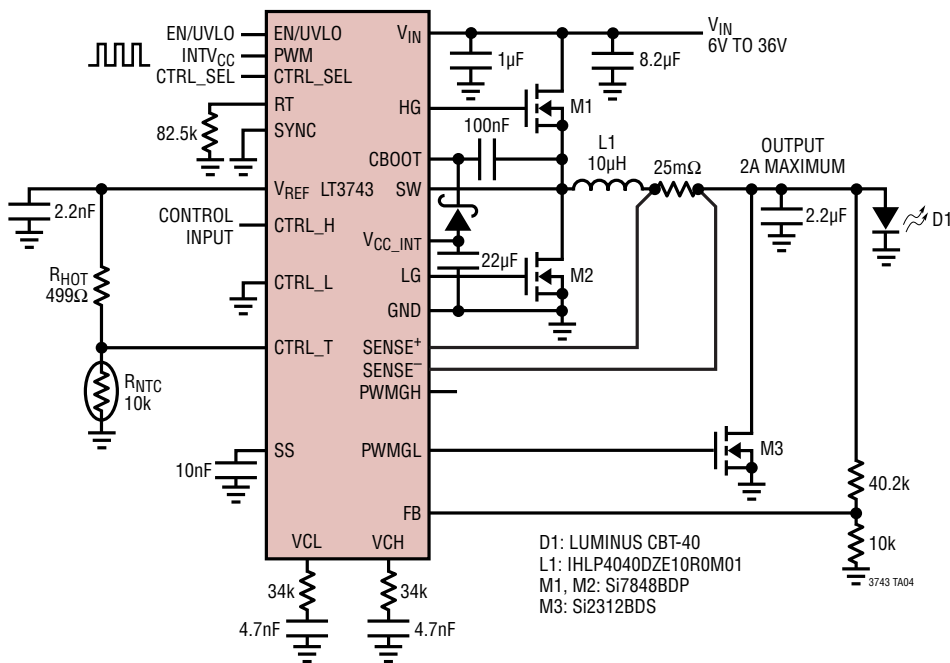 EN/UVLO
INTVCC
CTRL_SEL
EN/UVLO
PWM
CTRL_SEL
RT
82.5k
SYNC
VREF
LT3743
2.2nF
CONTROL
INPUT
CTRL_H
RHOT
499Ω
CTRL_L
CTRL_T
RNTC
10k
SS
10nF
VCL
VCH
34k
34k
4.7nF
4.7nF
VIN
HG
CBOOT
SW
VCC_INT
LG
GND
SENSE+
SENSE–
PWMGH
PWMGL
FB
VIN
6V TO 36V
1µF
8.2µF
M1
100nF
L1
10µH
25mΩ
OUTPUT
2A MAXIMUM
2.2µF
D1
22µF
M2
M3
40.2k
10k
3743 TA04
D1: LUMINUS CBT-40
L1: IHLP4040DZE10R0M01
M1, M2: Si7848BDP
M3: Si2312BDS